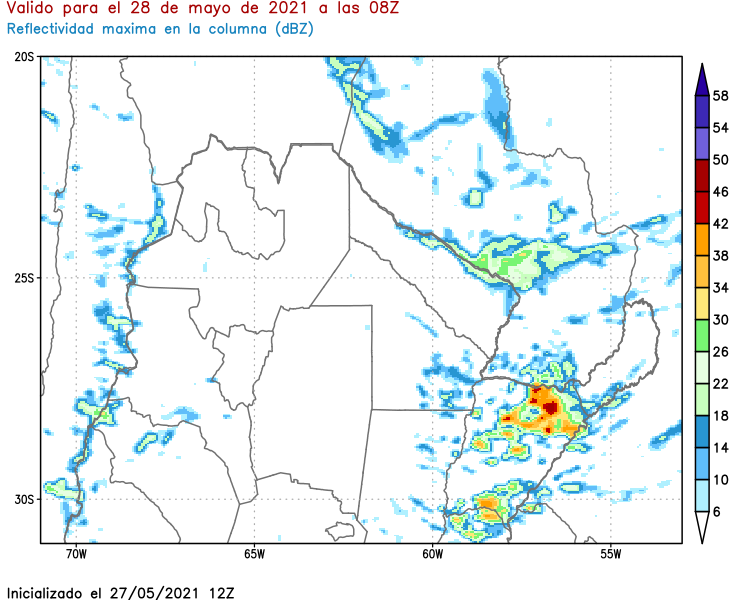 Valido para el 28 de mayo de 2021 a las 08Z
Reflectividad maxima en la columna (dBZ)
20S
25S
30S
70W
65W
60W
55W
58
54
50
46
42
38
34
30
26
22
18
14
10
6
Inicializado el 27/05/2021 12Z